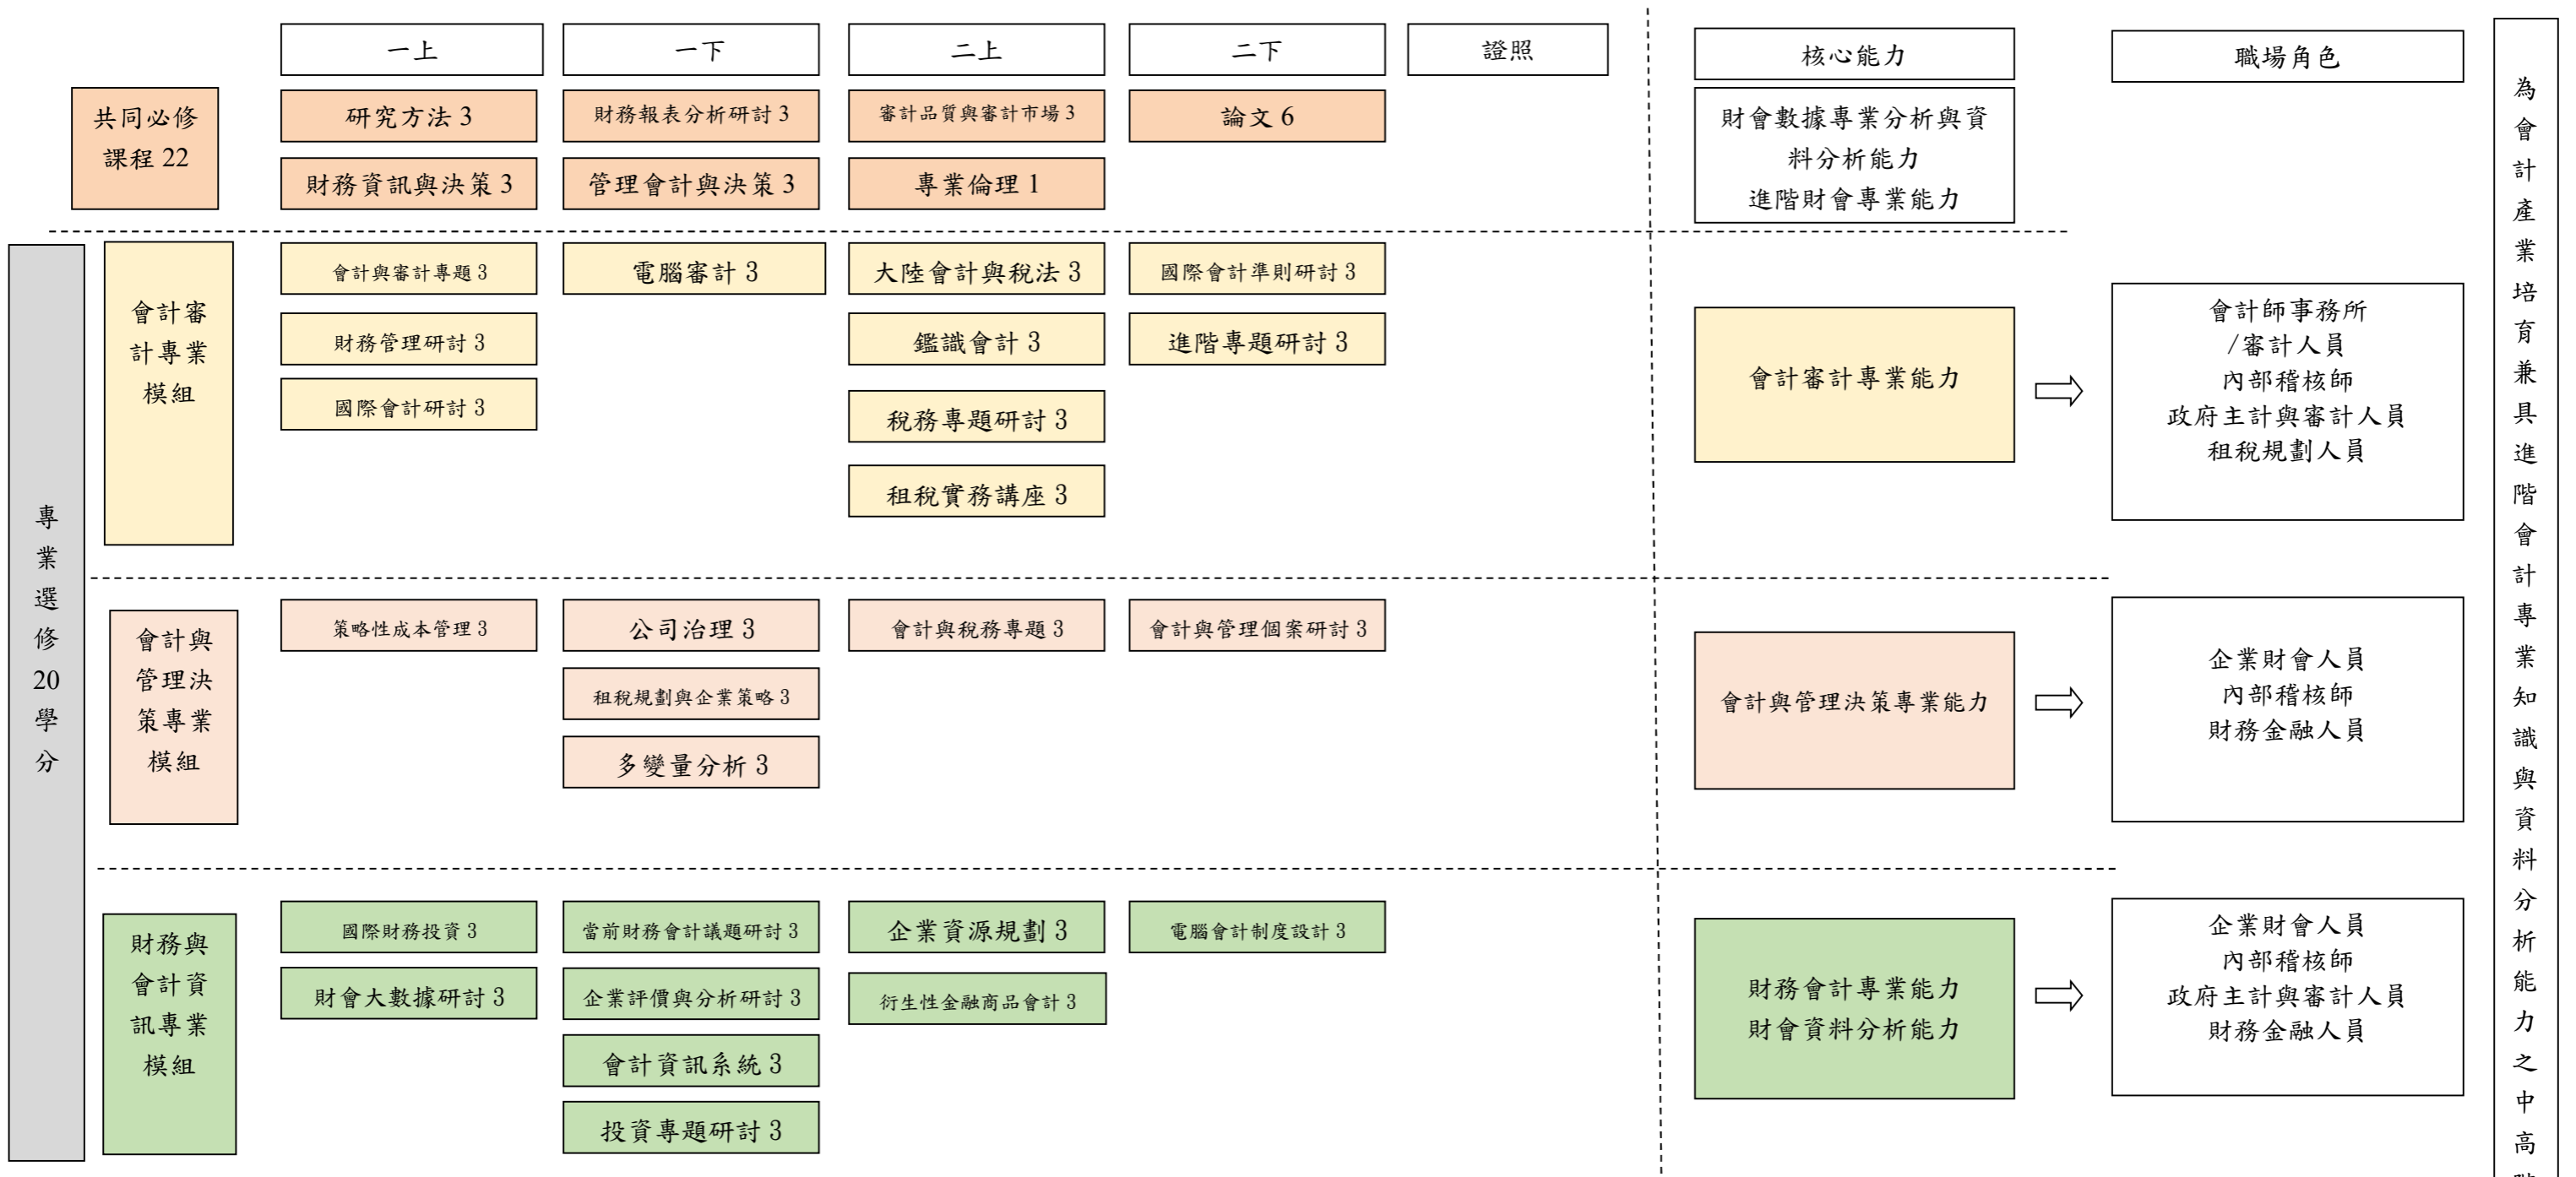 一上
一下
二上
二下
證照
核心能力
職場角色
共同必修
課程 22
研究方法 3
財務報表分析研討 3
審計品質與審計市場 3
論文 6
財務資訊與決策 3
管理會計與決策 3
專業倫理 1
財會數據專業分析與資
料分析能力
進階財會專業能力
專業選修20學分
會計審
計專業
模組
會計與審計專題 3
電腦審計 3
大陸會計與稅法 3
國際會計準則研討 3
財務管理研討 3
鑑識會計 3
進階專題研討 3
國際會計研討 3
稅務專題研討 3
租稅實務講座 3
會計審計專業能力
會計師事務所
/審計人員
內部稽核師
政府主計與審計人員
租稅規劃人員
會計與
管理決
策專業
模組
策略性成本管理 3
公司治理 3
會計與稅務專題 3
會計與管理個案研討 3
租稅規劃與企業策略 3
多變量分析 3
會計與管理決策專業能力
企業財會人員
內部稽核師
財務金融人員
財務與
會計資
訊專業
模組
國際財務投資 3
當前財務會計議題研討 3
企業資源規劃 3
電腦會計制度設計 3
財會大數據研討 3
企業評價與分析研討 3
衍生性金融商品會計 3
會計資訊系統 3
投資專題研討 3
財務會計專業能力
財會資料分析能力
企業財會人員
內部稽核師
政府主計與審計人員
財務金融人員
為會計產業培育兼具進階會計專業知識與資料分析能力之中高